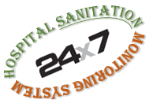 HOSPITAL SANITATION
24x7
MONITORING SYSTEM